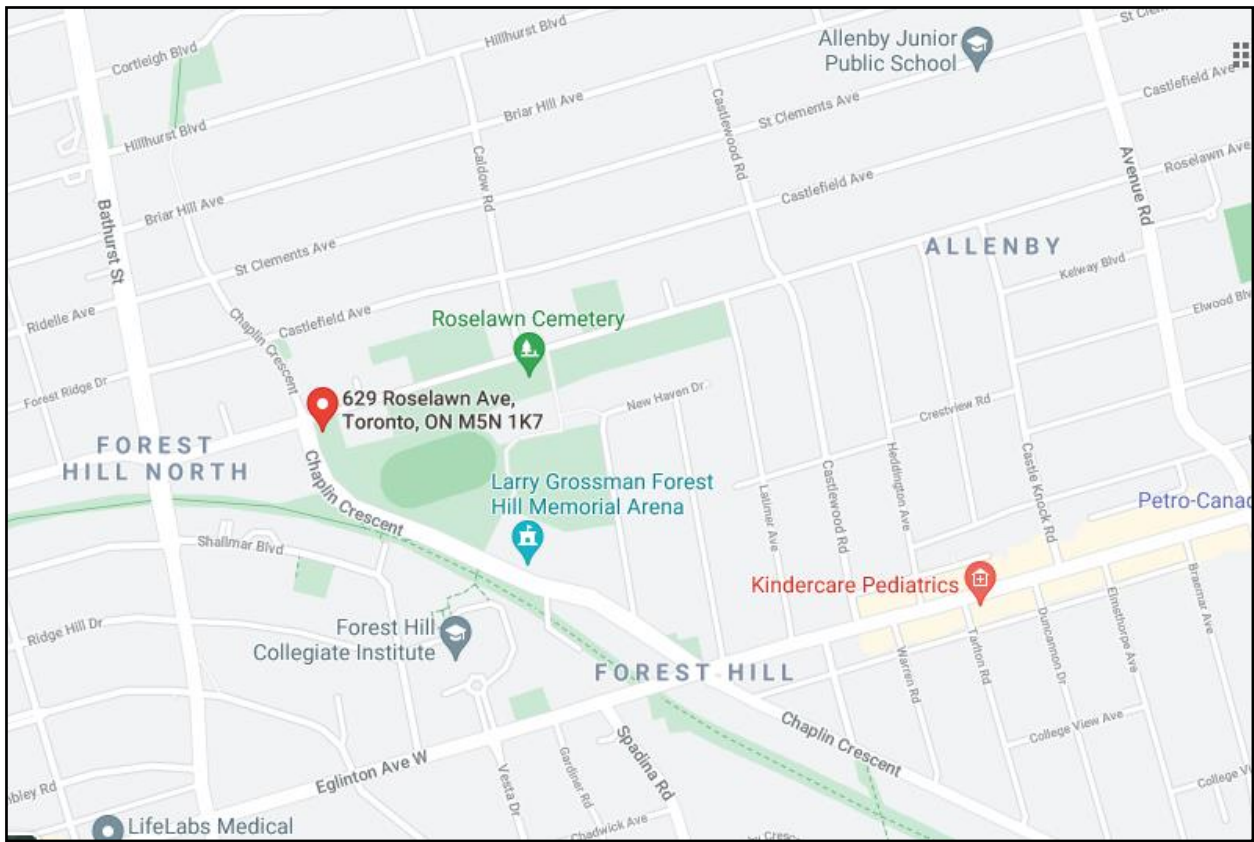 Cortleigh Blvd
Hillhurst Blvd
Allenby Junior
Public School
Castlefield Ave
Hillhurst Blvd
Briar Hill Ave
Castlewood Rd
St Clements Ave
Caldow Rd
Avenue Rd
Roselawn Ave
Bathurst St
Briar Hill Ave
Castlefield Ave
St Clements Ave
ALLENBY
Kelway Blvd
Ridelle Ave
Chaplin Crescent
Castlefield Ave
Roselawn Cemetery
Forest Ridge Dr
629 Roselawn Ave,
Toronto, ON M5N 1K7
New Haven Dr
Crestview Rd
FOREST
HILL NORTH
Chaplin Crescent
Larry Grossman Forest
Hill Memorial Arena
Latimer Ave
Castlewood Rd
Heddington Ave
Castle Knock Rd
Shallmar Blvd
Kindercare Pediatrics
Ridge Hill Dr
Forest Hill
Collegiate Institute
FOREST HILL
Warren Rd
Tarlton Rd
Duncannon Dr
Elmsthorpe Ave
Braemar Ave
Chaplin Crescent
College View Ave
Eglinton Ave W
Vesta Dr
Gardiner Rd
Spadina Rd
Chadwick Ave
LifeLabs Medical